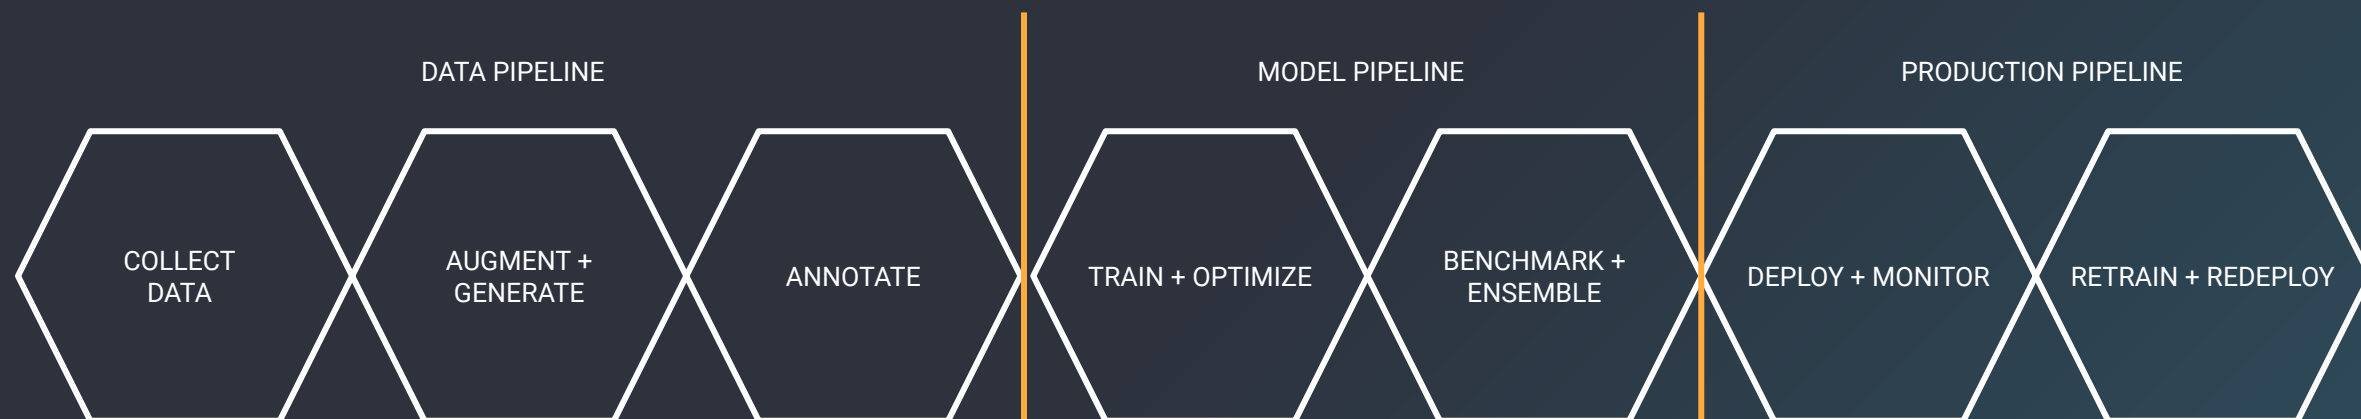 DATA PIPELINE
MODEL PIPELINE
PRODUCTION PIPELINE
COLLECT
DATA
AUGMENT +
GENERATE
ANNOTATE
TRAIN + OPTIMIZE
BENCHMARK +
ENSEMBLE
DEPLOY + MONITOR
RETRAIN + REDEPLOY